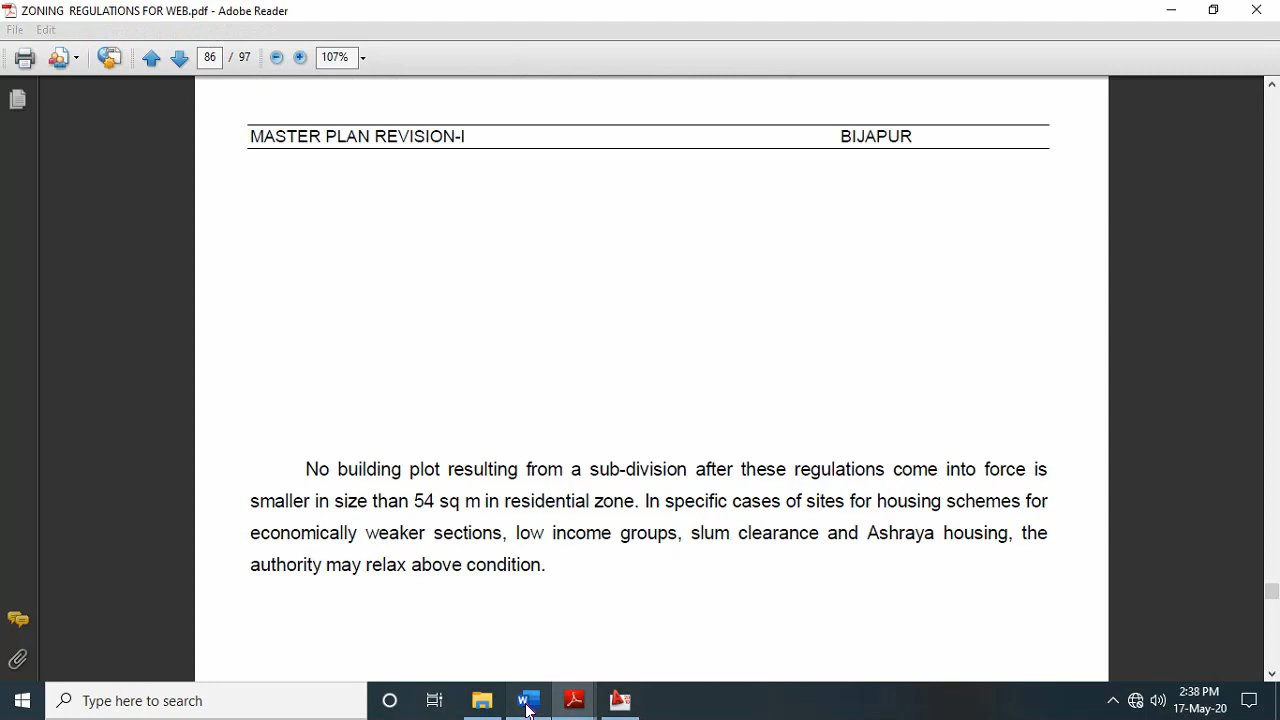 ZONING REGULATIONS FOR WEB.pdf - Adobe Reader
File Edit
86 / 97 107%
MASTER PLAN REVISION-I BIJAPUR
No building plot resulting from a sub-division after these regulations come into force is
smaller in size than 54 sq m in residential zone. In specific cases of sites for housing schemes for
economically weaker sections, low income groups, slum clearance and Ashraya housing, the
authority may relax above condition.
Type here to search
2:38 PM
17-May-20